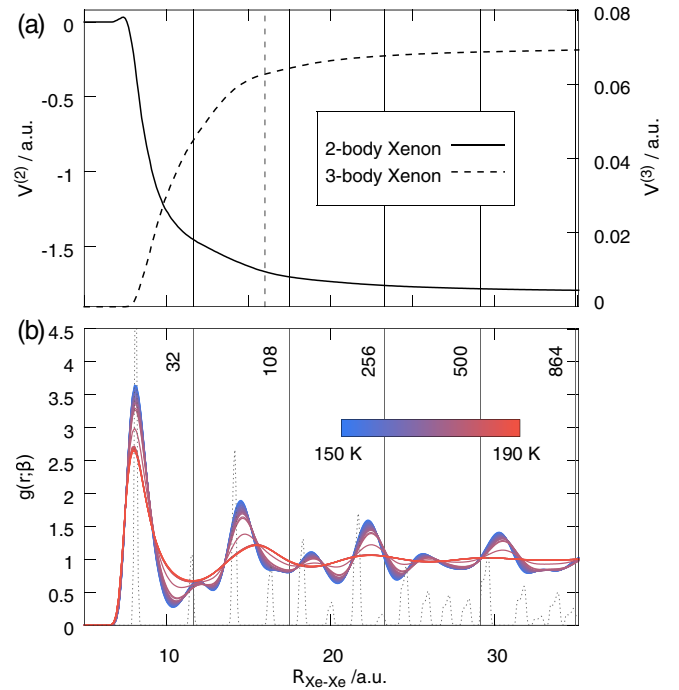 (a)
0
-0.5
-1
-1.5
V(2) / a.u.
0.08
0.06
0.04
0.02
0
V(3) / a.u.
2-body Xenon
3-body Xenon
(b)
4.5
4
3.5
3
2.5
2
1.5
1
0.5
0
g(r;β)
32
108
256
500
864
150 K
190 K
10
20
30
RXe-Xe /a.u.